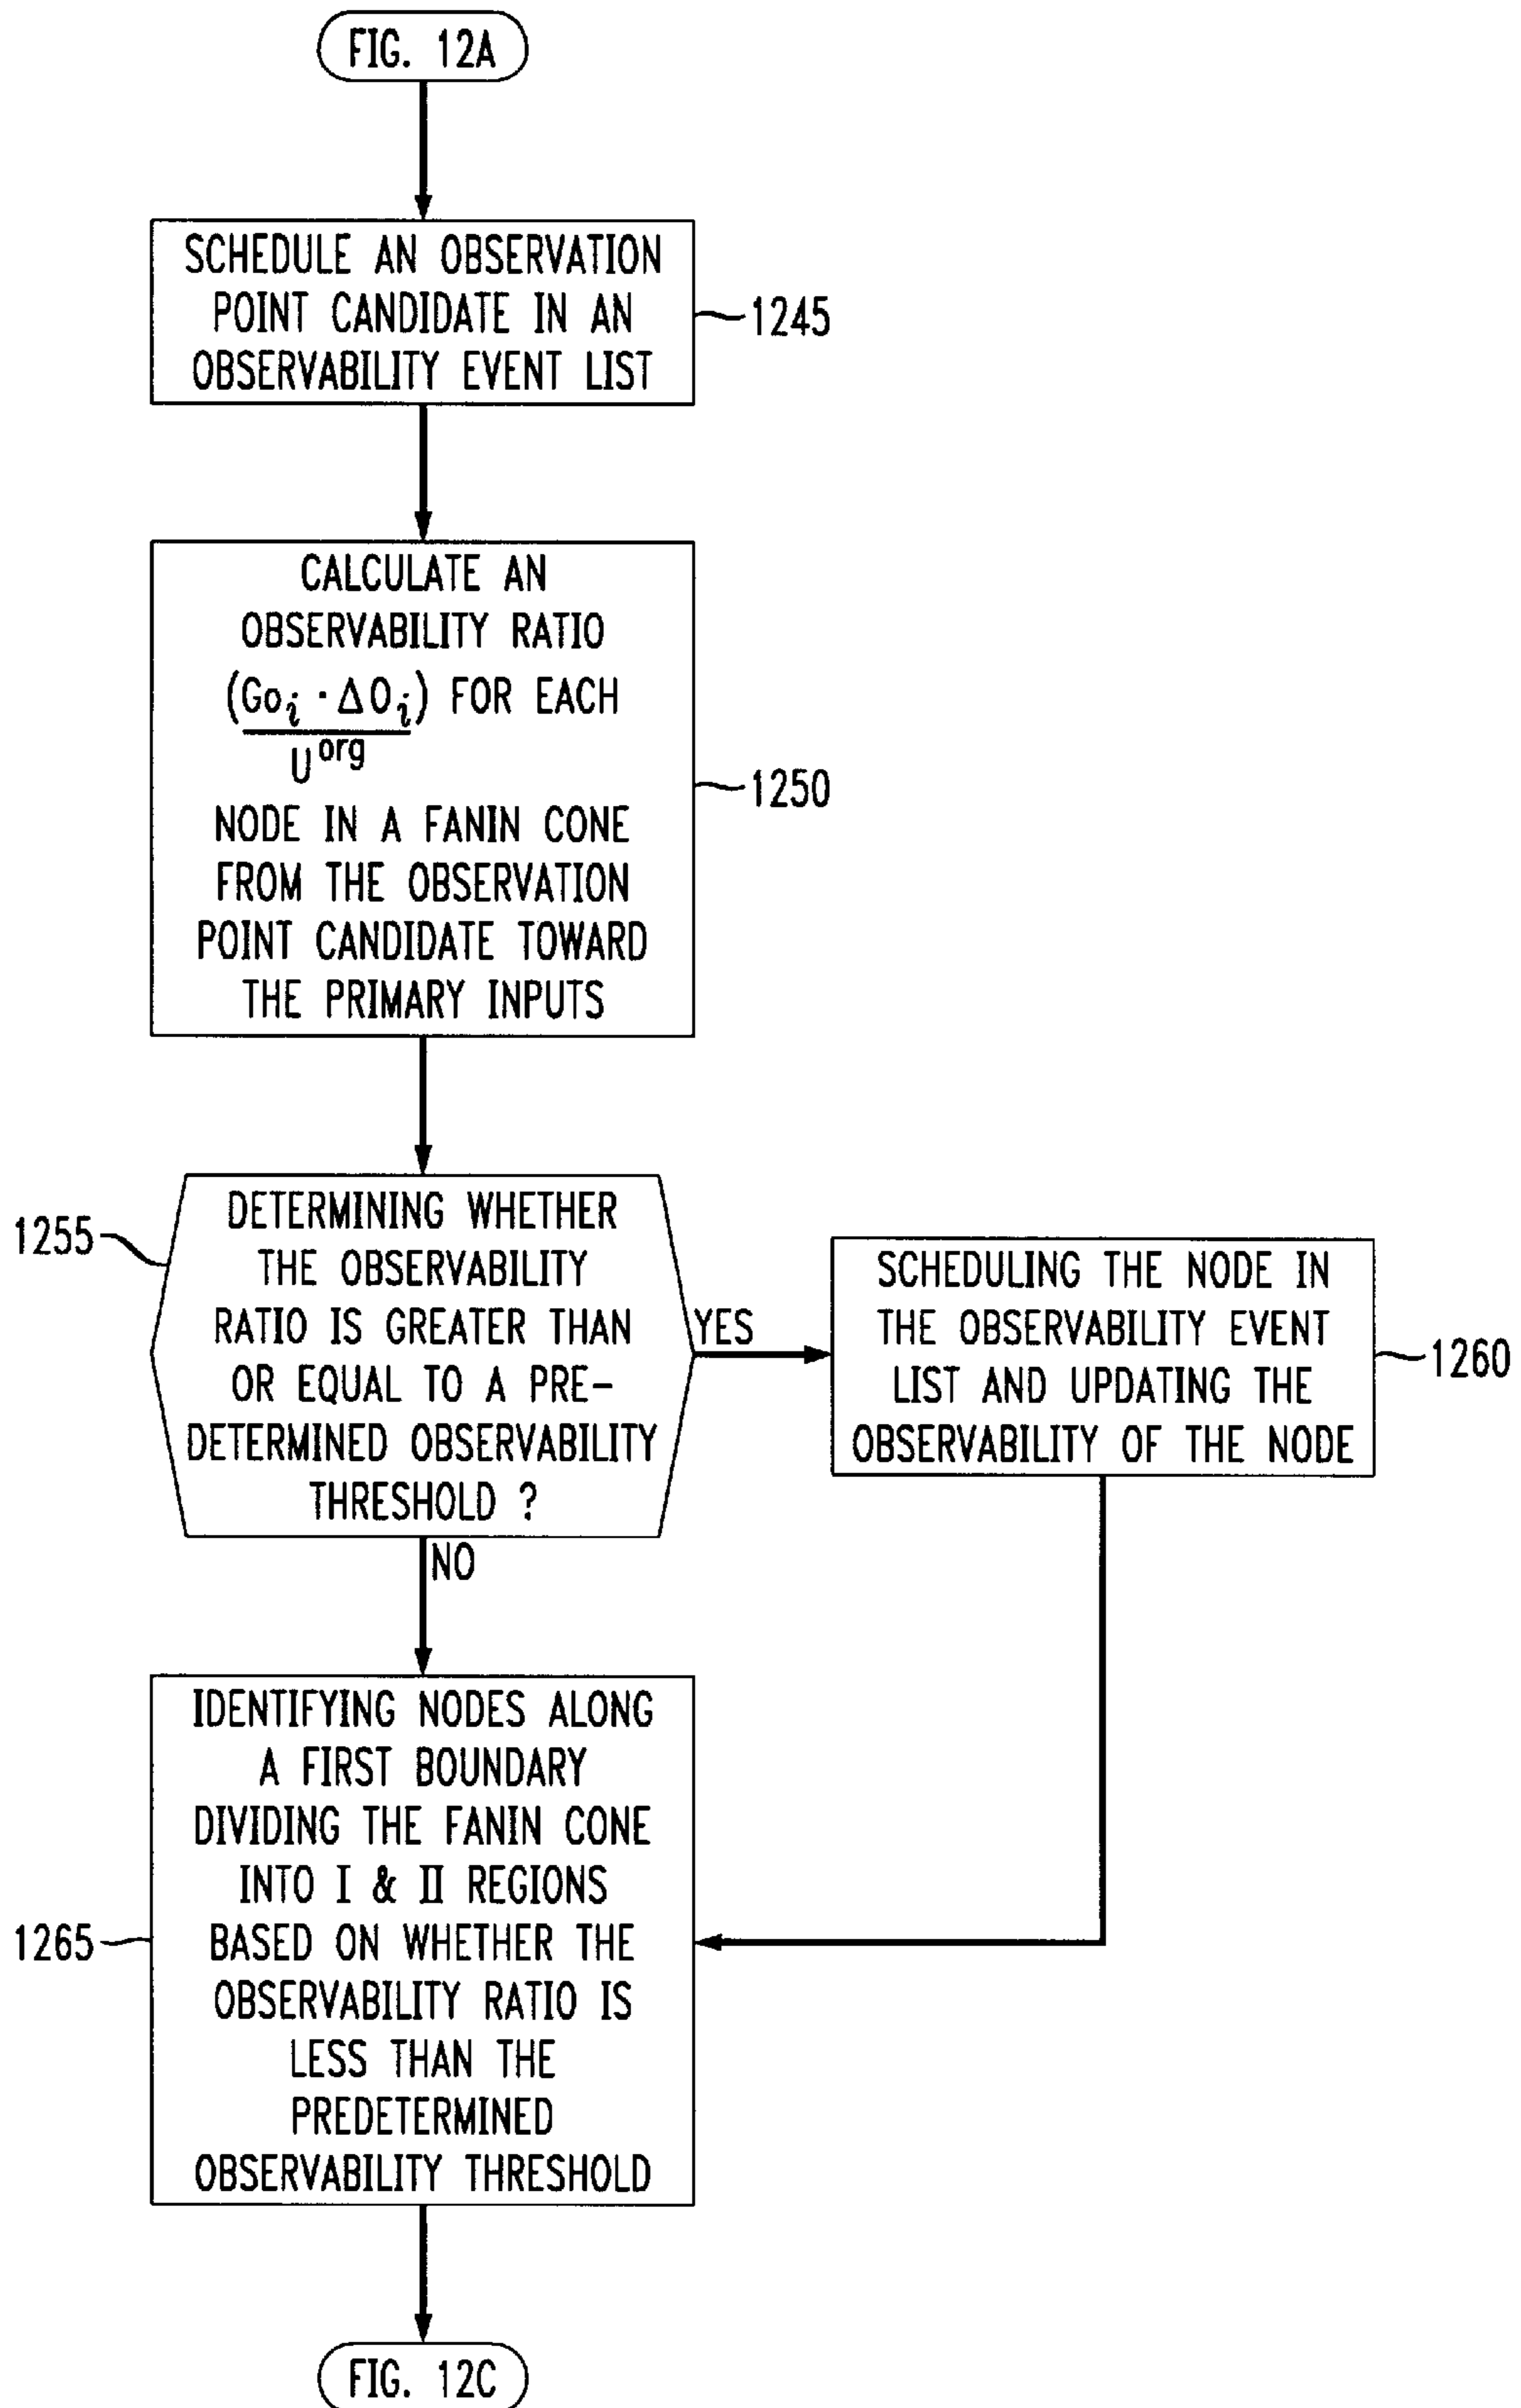 FIG. 12A
SCHEDULE AN OBSERVATION
POINT CANDIDATE IN AN
OBSERVABILITY EVENT LIST
1245
CALCULATE AN
OBSERVABILITY RATIO
(Go_i · ΔO_i) FOR EACH
U^org
NODE IN A FANIN CONE
FROM THE OBSERVATION
POINT CANDIDATE TOWARD
THE PRIMARY INPUTS
1250
1255
DETERMINING WHETHER
THE OBSERVABILITY
RATIO IS GREATER THAN
OR EQUAL TO A PRE-
DETERMINED OBSERVABILITY
THRESHOLD ?
YES
SCHEDULING THE NODE IN
THE OBSERVABILITY EVENT
LIST AND UPDATING THE
OBSERVABILITY OF THE NODE
1260
NO
IDENTIFYING NODES ALONG
A FIRST BOUNDARY
DIVIDING THE FANIN CONE
INTO I & II REGIONS
BASED ON WHETHER THE
OBSERVABILITY RATIO IS
LESS THAN THE
PREDETERMINED
OBSERVABILITY THRESHOLD
1265
FIG. 12C